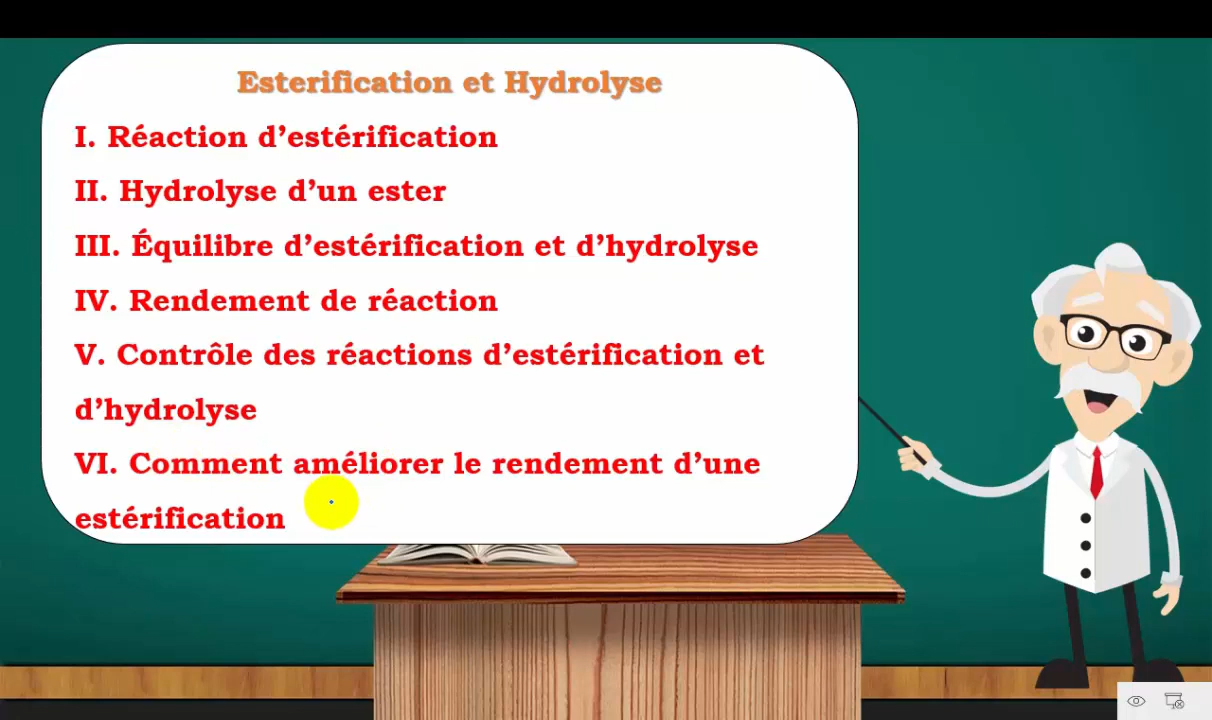 Esterification et Hydrolyse
I. Réaction d’estérification
II. Hydrolyse d’un ester
III. Équilibre d’estérification et d’hydrolyse
IV. Rendement de réaction
V. Contrôle des réactions d’estérification et
d’hydrolyse
VI. Comment améliorer le rendement d’une
estérification